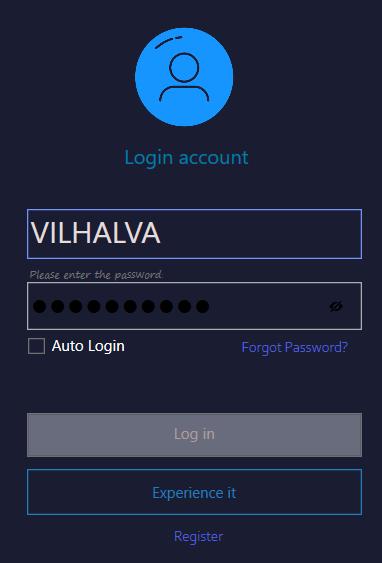 Login account
VILHALVA
Please enter the password.
●●●●●●●●●●
Auto Login
Forgot Password?
Log in
Experience it
Register